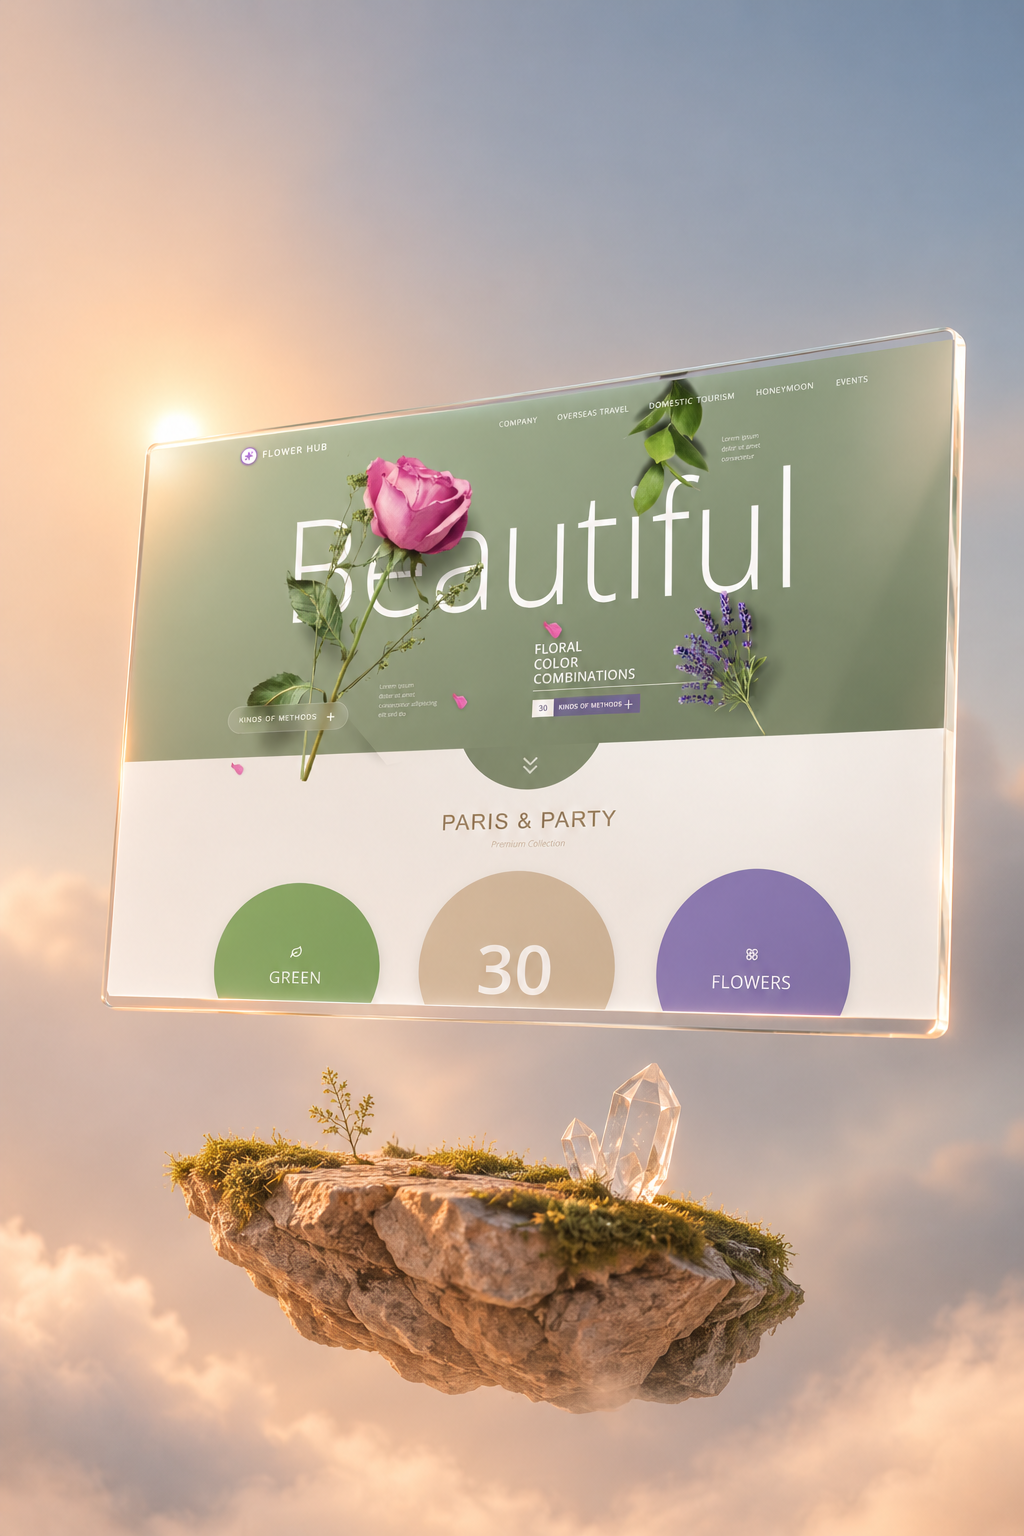 FLOWER HUB
COMPANY
OVERSEAS TRAVEL
DOMESTIC TOURISM
HONEYMOON
EVENTS
Lorem ipsum
dolor sit amet
consectetur
Beautiful
FLORAL
COLOR
COMBINATIONS
30
KINDS OF METHODS
Lorem ipsum
dolor sit amet
consectetur adipiscing
elit sed do
KINDS OF METHODS
PARIS & PARTY
Premium Collection
GREEN
30
FLOWERS